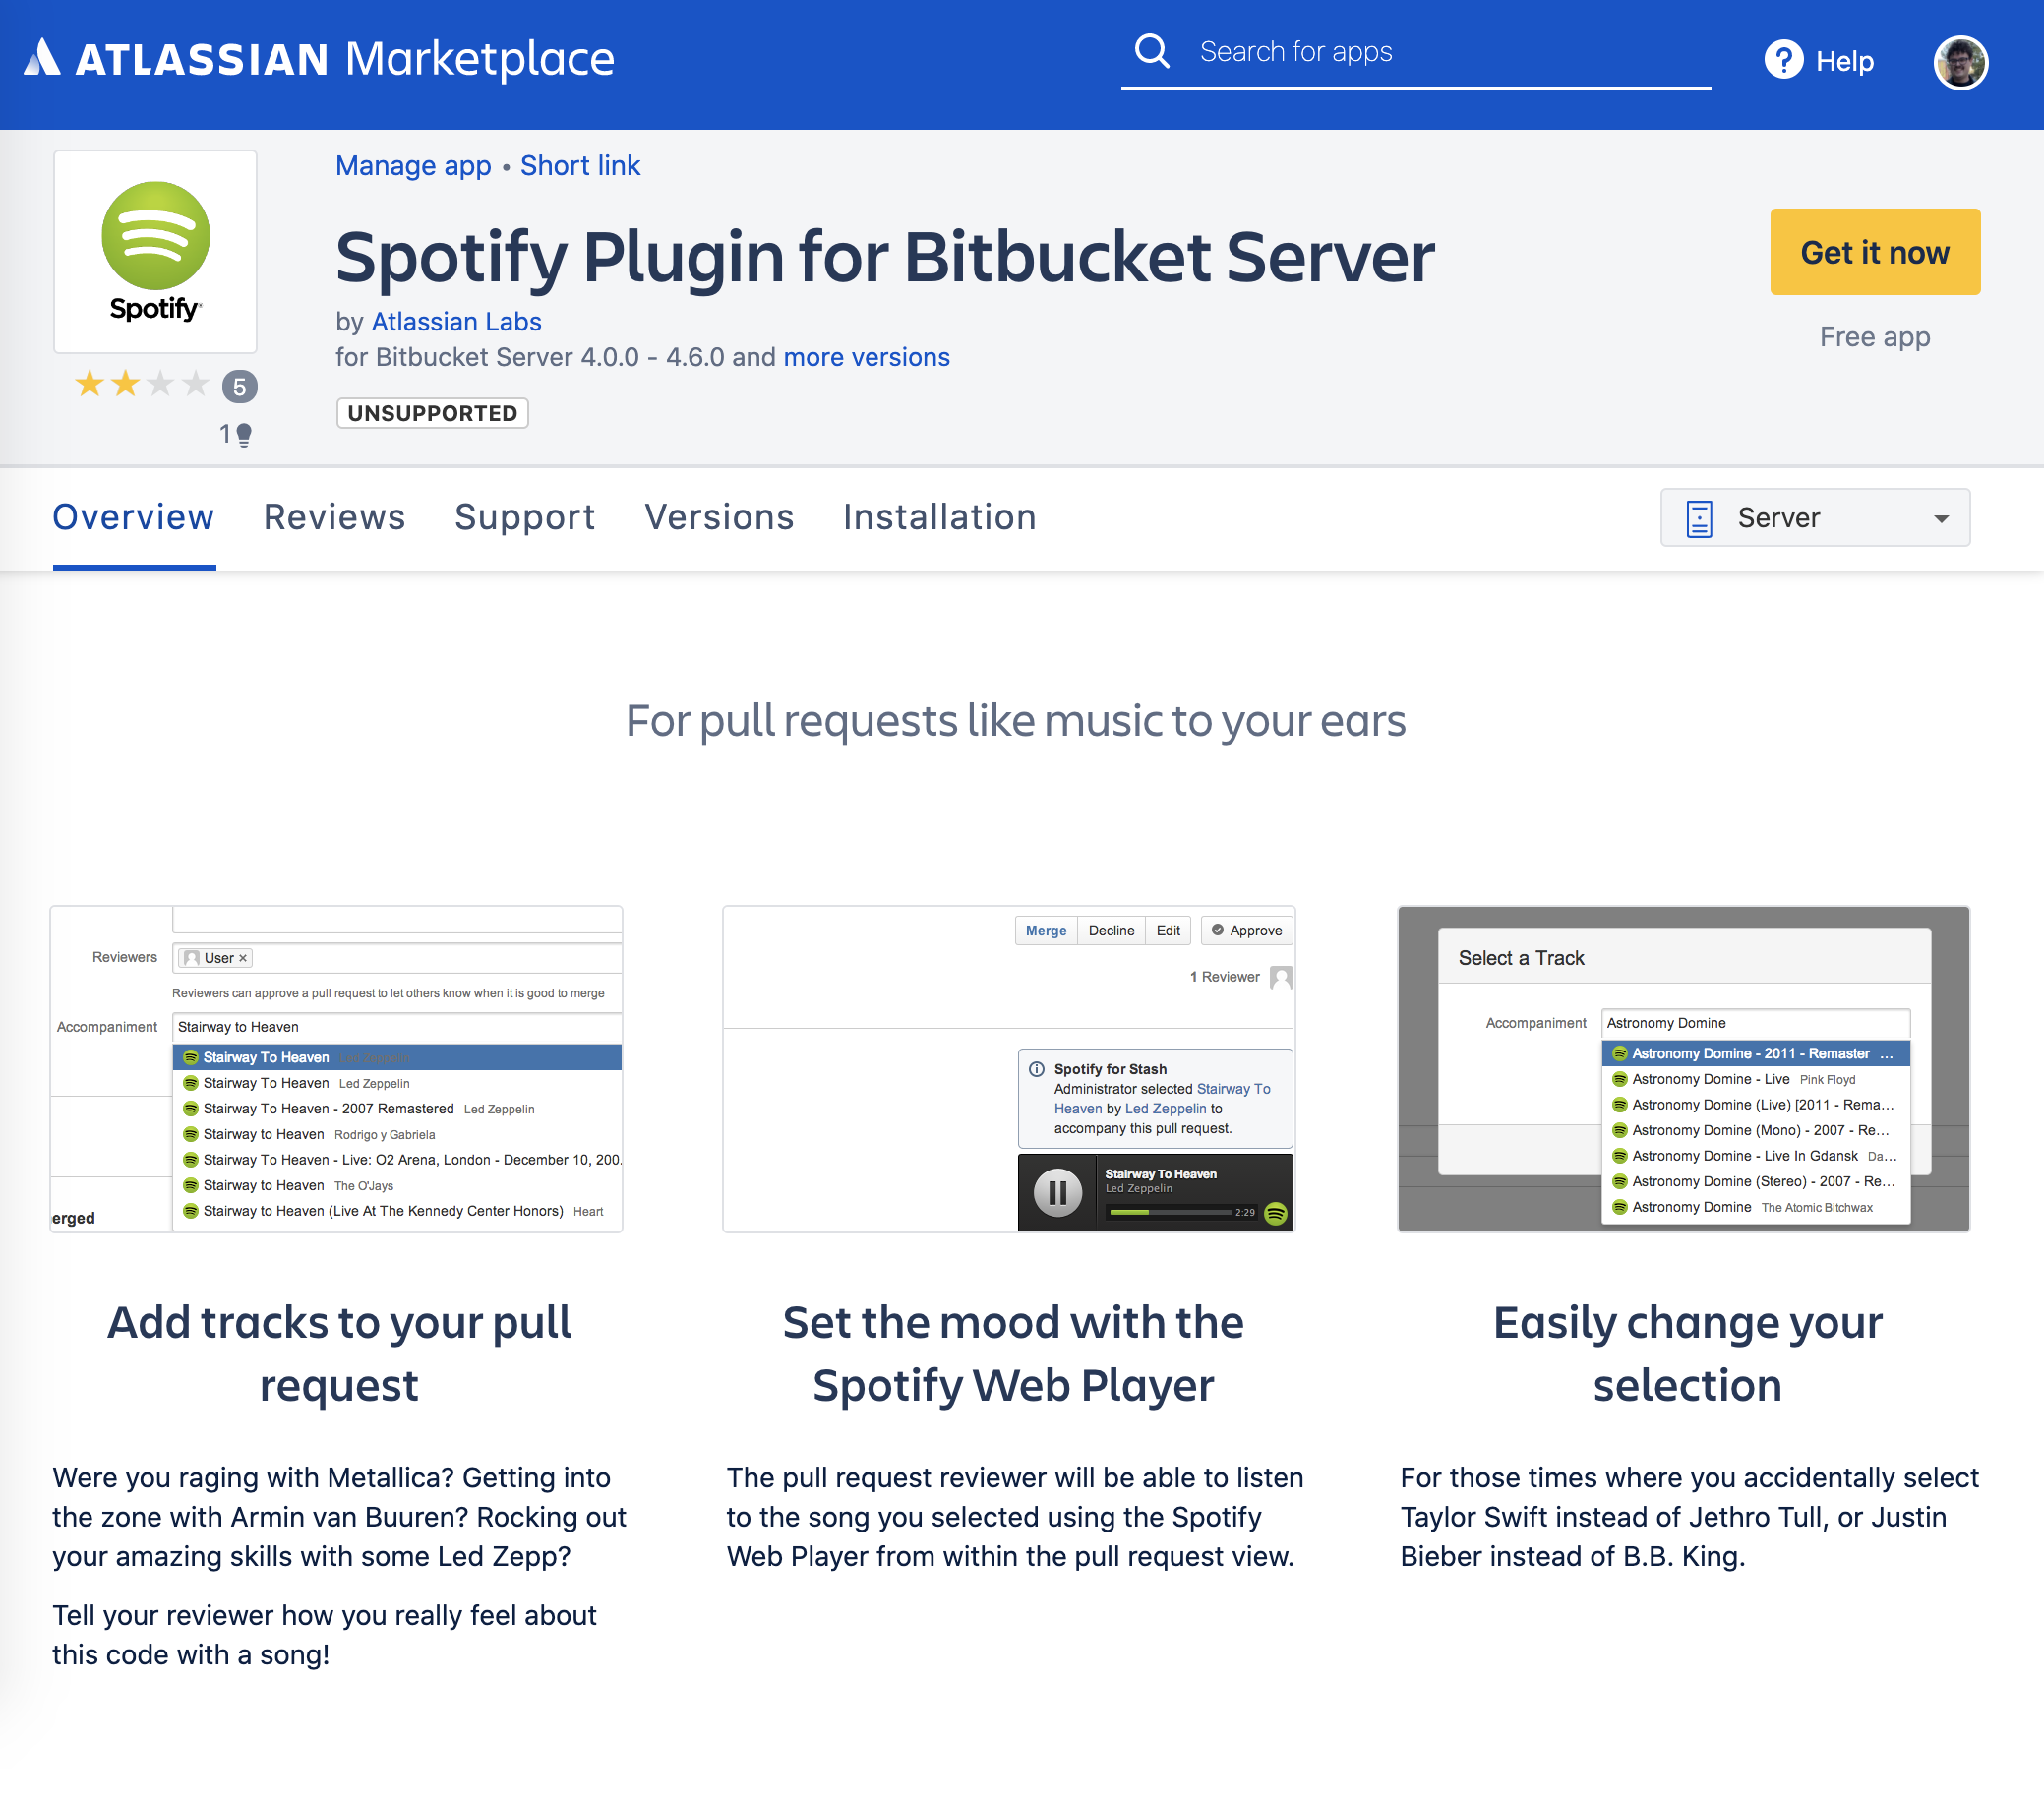 ATLASSIAN Marketplace
Search for apps
? Help
Manage app • Short link
Spotify
Spotify Plugin for Bitbucket Server
by Atlassian Labs
for Bitbucket Server 4.0.0 - 4.6.0 and more versions
UNSUPPORTED
5
1
Get it now
Free app
Overview Reviews Support Versions Installation
Server
For pull requests like music to your ears
Reviewers User ×
Reviewers can approve a pull request to let others know when it is good to merge
Accompaniment Stairway to Heaven
Stairway To Heaven Led Zeppelin
Stairway To Heaven Led Zeppelin
Stairway To Heaven - 2007 Remastered Led Zeppelin
Stairway to Heaven Rodrigo y Gabriela
Stairway To Heaven - Live: O2 Arena, London - December 10, 200.
Stairway to Heaven The O'Jays
Stairway to Heaven (Live At The Kennedy Center Honors) Heart
erged
Merge Decline Edit Approve
1 Reviewer
Spotify for Stash
Administrator selected Stairway To
Heaven by Led Zeppelin to
accompany this pull request.
Stairway To Heaven
Led Zeppelin
2:29
Select a Track
Accompaniment Astronomy Domine
Astronomy Domine - 2011 - Remaster ...
Astronomy Domine - Live Pink Floyd
Astronomy Domine (Live) [2011 - Rema...
Astronomy Domine (Mono) - 2007 - Re...
Astronomy Domine - Live In Gdansk Da...
Astronomy Domine (Stereo) - 2007 - Re...
Astronomy Domine The Atomic Bitchwax
Add tracks to your pull
request
Were you raging with Metallica? Getting into
the zone with Armin van Buuren? Rocking out
your amazing skills with some Led Zepp?
Tell your reviewer how you really feel about
this code with a song!
Set the mood with the
Spotify Web Player
The pull request reviewer will be able to listen
to the song you selected using the Spotify
Web Player from within the pull request view.
Easily change your
selection
For those times where you accidentally select
Taylor Swift instead of Jethro Tull, or Justin
Bieber instead of B.B. King.